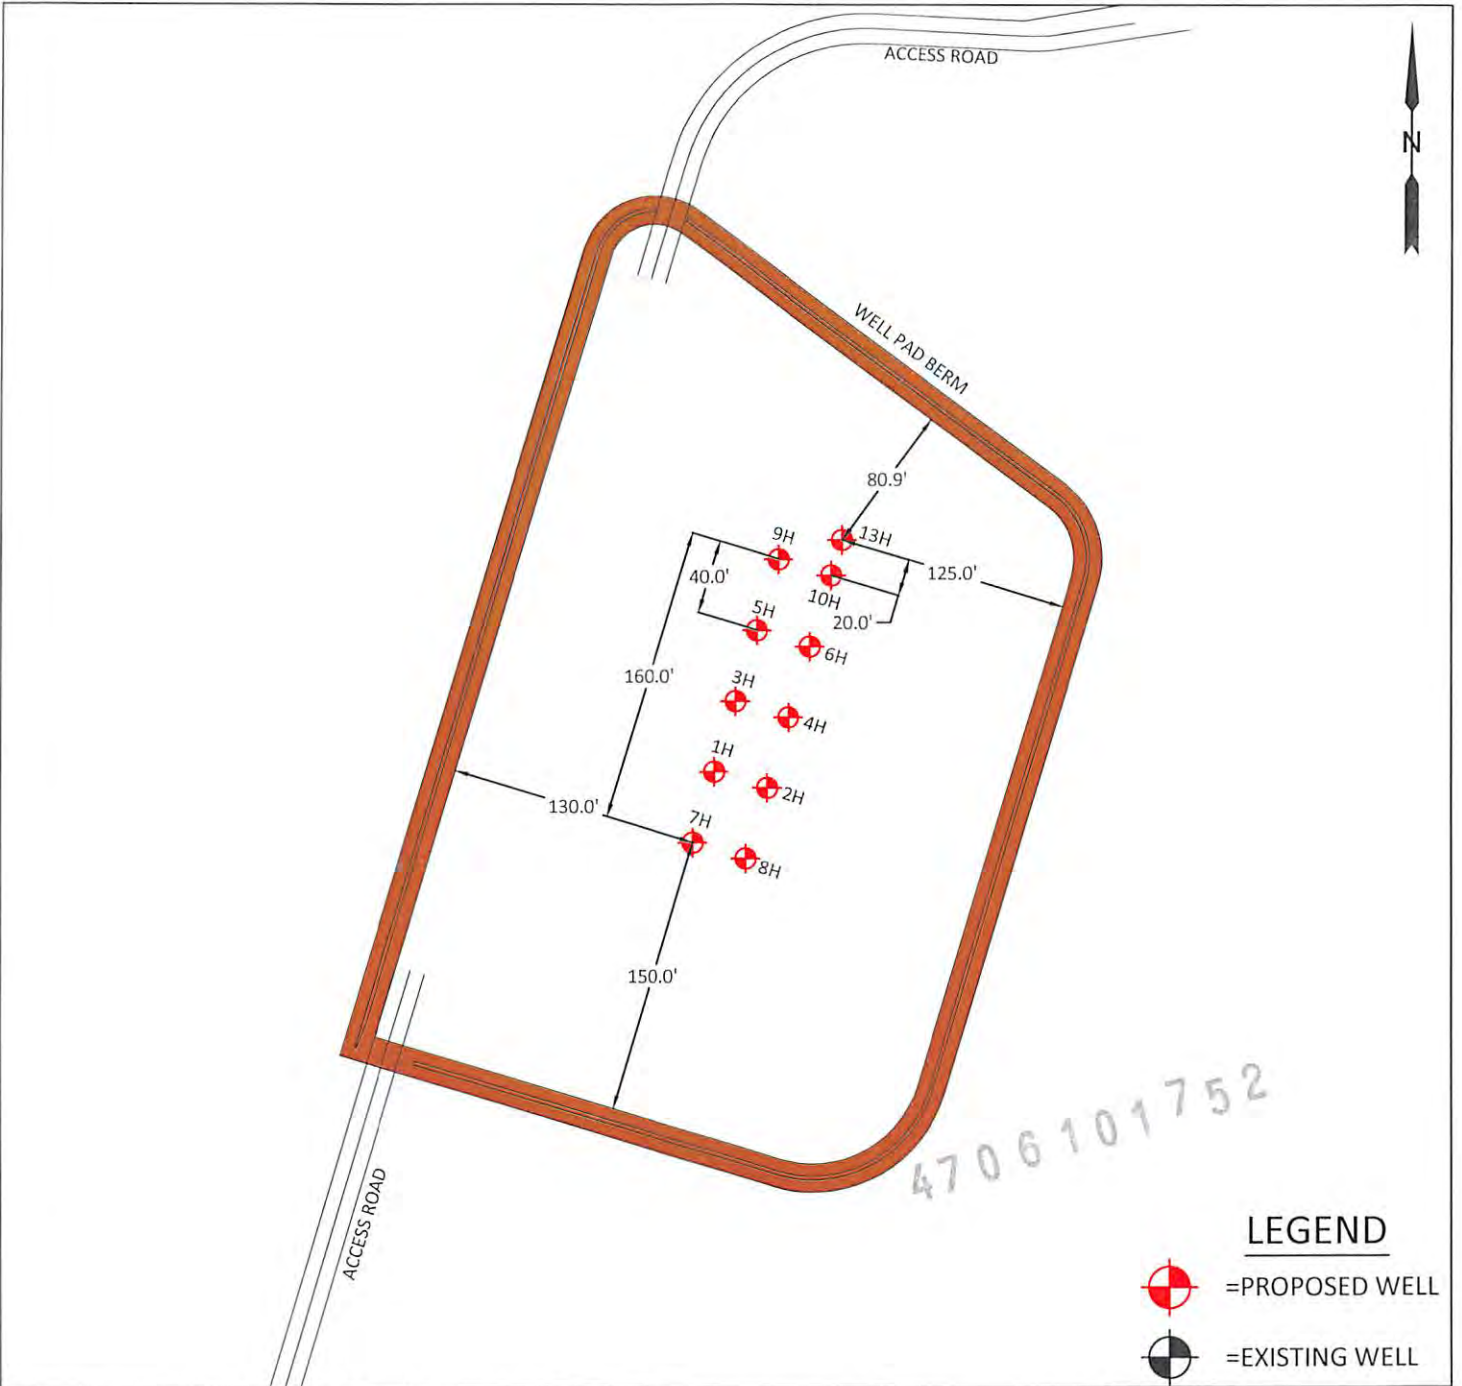 ACCESS ROAD
N
WELL PAD BERM
80.9'
9H
13H
40.0'
125.0'
10H
5H
20.0'
6H
160.0'
3H
4H
1H
2H
130.0'
7H
8H
150.0'
4706101752
ACCESS ROAD
LEGEND
=PROPOSED WELL
=EXISTING WELL